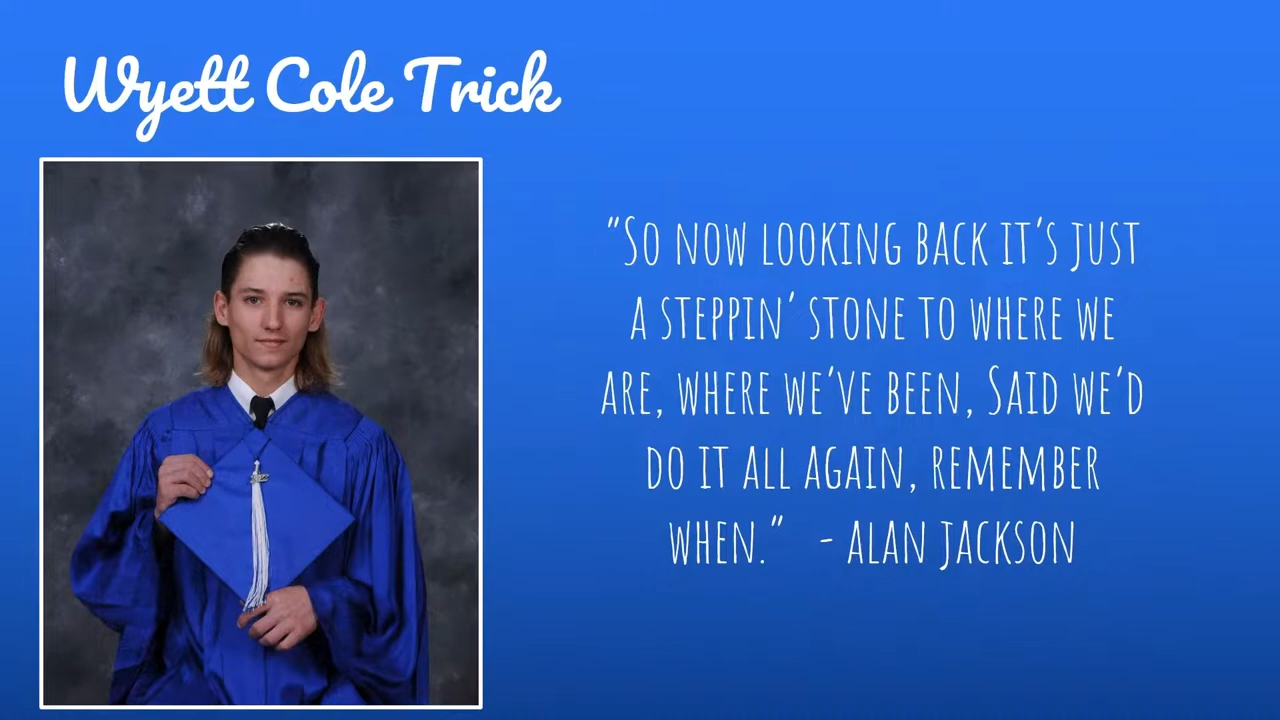 Wyett Cole Trick
"So now looking back it's just
a steppin' stone to where we
are, where we've been, Said we'd
do it all again, remember
when." - Alan Jackson